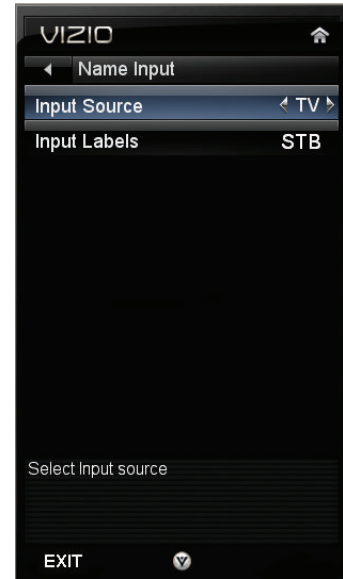 VIZIO
Name Input
Input Source TV
Input Labels STB
Select Input source
EXIT